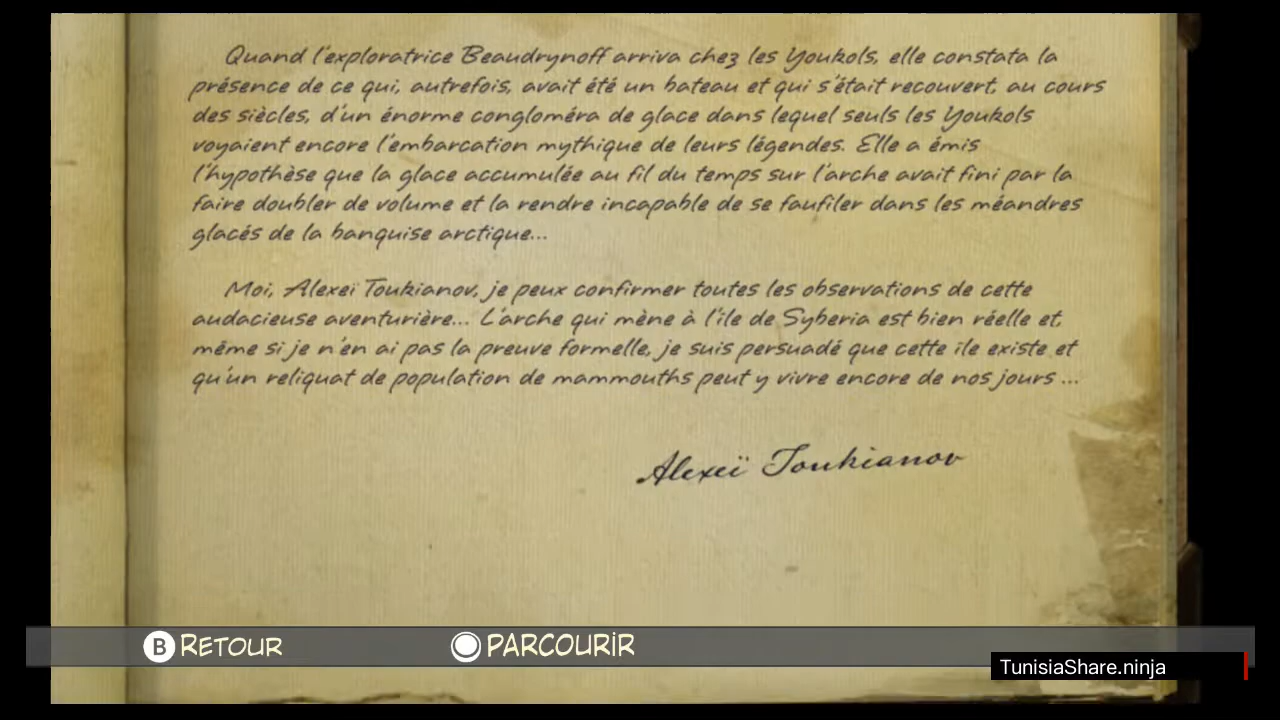 Quand l'exploratrice Beaudrynoff arriva chez les Youkols, elle constata la
présence de ce qui, autrefois, avait été un bateau et qui s'était recouvert, au cours
des siècles, d'un énorme congloméra de glace dans lequel seuls les Youkols
voyaient encore l'embarcation mythique de leurs légendes. Elle a émis
l'hypothèse que la glace accumulée au fil du temps sur l'arche avait fini par la
faire doubler de volume et la rendre incapable de se faufiler dans les méandres
glacés de la banquise arctique...
Moi, Alexeï Toukianov, je peux confirmer toutes les observations de cette
audacieuse aventurière... L'arche qui mène à l'île de Syberia est bien réelle et,
même si je n'en ai pas la preuve formelle, je suis persuadé que cette île existe et
qu'un reliquat de population de mammouths peut y vivre encore de nos jours ...
Alexeï Toukianov
B RETOUR PARCOURIR
TunisiaShare.ninja